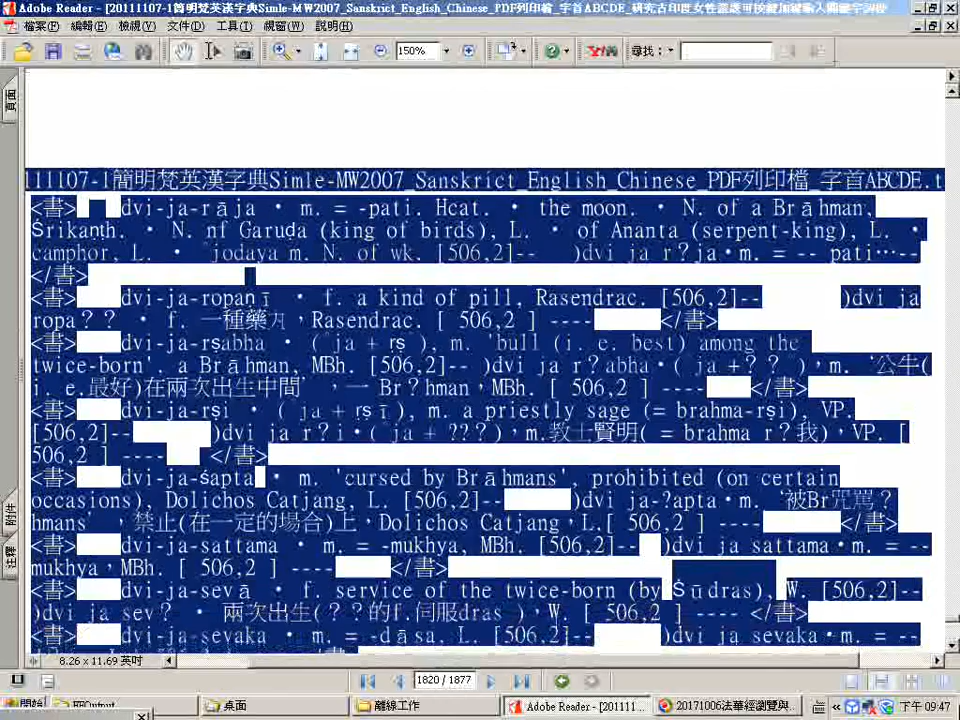 Adobe Reader - [20111107-1簡明梵英漢字典Simle-MW2007_Sanskrict_English_Chinese_PDF列印檔_字首ABCDE_研究古印度女性
檔案(F) 編輯(E) 檢視(V) 文件(D) 工具(T) 視窗(W) 說明(H)
150% 尋找:
頁面
111107-1簡明梵英漢字典Simle-MW2007_Sanskrict_English_Chinese_PDF列印檔_字首ABCDE.t
<書> dvi-ja-rāja ‧ m. = -pati. Hcat. ‧ the moon. ‧ N. of a Brāhman,
Śrikaṇṭh. ‧ N. nf Garuḍa (king of birds), L. ‧ of Ananta (serpent-king), L. ‧
camphor, L. ‧ ˚jodaya m. N. of wk. [506,2]-- )dvi ja r?ja‧m. = -- pati…--
</書>
<書> dvi-ja-ropaṇī ‧ f. a kind of pill, Rasendrac. [506,2]-- )dvi ja
ropa?? ‧ f. 一種藥丸,Rasendrac. [ 506,2 ] ---- </書>
<書> dvi-ja-rṣabha ‧ (˚ja + rṣ˚), m. 'bull (i. e. best) among the
twice-born'. a Brāhman, MBh. [506,2]-- )dvi ja r?abha‧(˚ja +??˚),m. ‘公牛(
i. e.最好)在兩次出生中間’,一 Br?hman,MBh. [ 506,2 ] ---- </書>
<書> dvi-ja-rṣi ‧ (˚ja + rṣī), m. a priestly sage (= brahma-rṣi), VP.
[506,2]-- )dvi ja r?i‧(˚ja + ???),m.教士賢明( = brahma r?我),VP. [
506,2 ] ---- </書>
<書> dvi-ja-śapta ‧ m. 'cursed by Brāhmans', prohibited (on certain
occasions), Dolichos Catjang, L. [506,2]-- )dvi ja-?apta‧m. ‘被Br咒罵?
hmans’,禁止(在一定的場合)上,Dolichos Catjang,L.[ 506,2 ] ---- </書>
<書> dvi-ja-sattama ‧ m. = -mukhya, MBh. [506,2]-- )dvi ja sattama‧m. = --
mukhya,MBh. [ 506,2 ] ---- </書>
<書> dvi-ja-sevā ‧ f. service of the twice-born (by Śūdras), W. [506,2]--
)dvi ja sev? ‧ 兩次出生(??的f.伺服dras ),W. [ 506,2 ] ---- </書>
<書> dvi-ja-sevaka ‧ m. = -dāsa. L. [506,2]-- )dvi ja sevaka‧m. = --
附件
注釋
8.26 x 11.69 英吋
1820 / 1877
開始 桌面 離線工作 Adobe Reader - [201111... 20171006法華經瀏覽與... 下午 09:47